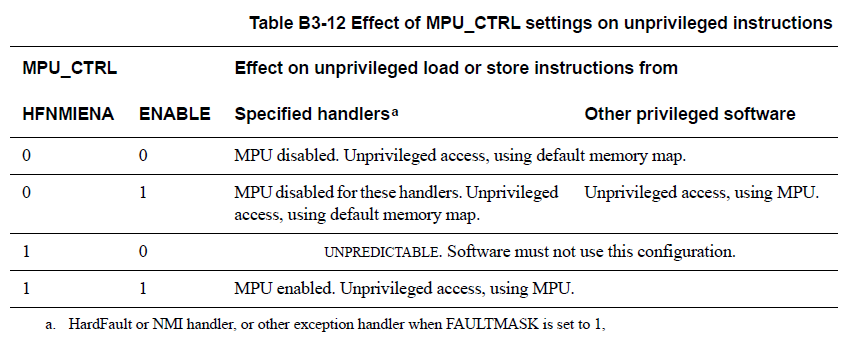 Table B3-12 Effect of MPU_CTRL settings on unprivileged instructions
MPU_CTRL Effect on unprivileged load or store instructions from
HFNMIENA ENABLE Specified handlersa Other privileged software
0 0 MPU disabled. Unprivileged access, using default memory map.
0 1 MPU disabled for these handlers. Unprivileged Unprivileged access, using MPU.
access, using default memory map.
1 0 UNPREDICTABLE. Software must not use this configuration.
1 1 MPU enabled. Unprivileged access, using MPU.
a. HardFault or NMI handler, or other exception handler when FAULTMASK is set to 1,